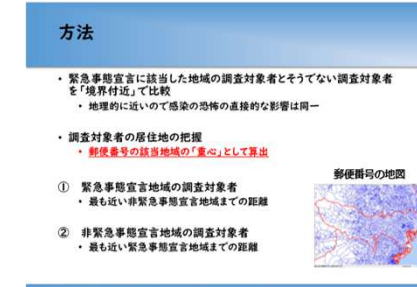 方法
・ 緊急事態宣言に該当した地域の調査対象者とそうでない調査対象者
を「境界付近」で比較
・ 地理的に近いので感染の恐怖の直接的な影響は同一
・ 調査対象者の居住地の把握
・ 郵便番号の該当地域の「重心」として算出
郵便番号の地図
① 緊急事態宣言地域の調査対象者
・ 最も近い非緊急事態宣言地域までの距離
② 非緊急事態宣言地域の調査対象者
・ 最も近い緊急事態宣言地域までの距離